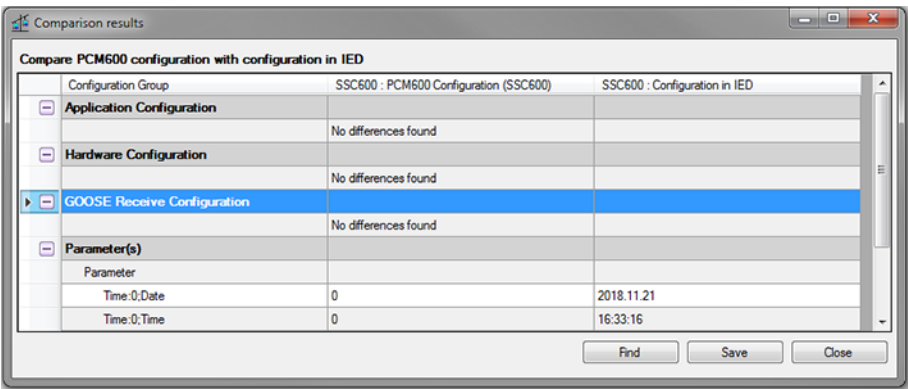 Comparison results
Compare PCM600 configuration with configuration in IED
Configuration Group SSC600 : PCM600 Configuration (SSC600) SSC600 : Configuration in IED
Application Configuration
No differences found
Hardware Configuration
No differences found
GOOSE Receive Configuration
No differences found
Parameter(s)
Parameter
Time:0;Date 0 2018.11.21
Time:0;Time 0 16:33:16
Find Save Close